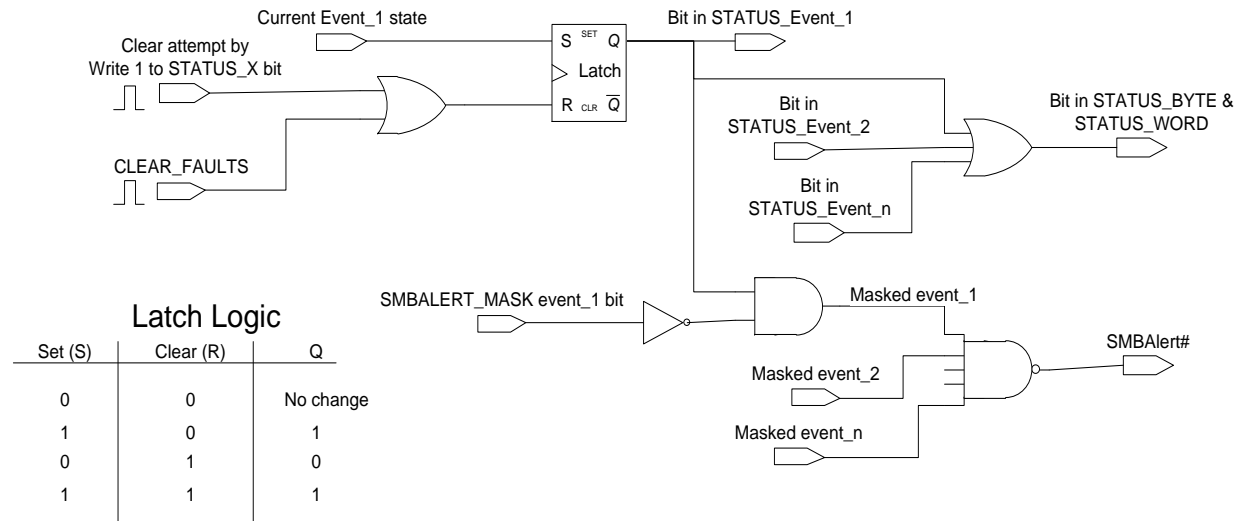 Current Event_1 state
Bit in STATUS_Event_1
Clear attempt by
Write 1 to STATUS_X bit
S SET Q
Latch
R CLR Q
CLEAR_FAULTS
Bit in
STATUS_Event_2
Bit in STATUS_BYTE &
STATUS_WORD
Bit in
STATUS_Event_n
SMBALERT_MASK event_1 bit
Masked event_1
SMBAlert#
Masked event_2
Masked event_n
Latch Logic
Set (S) Clear (R) Q
0 0 No change
1 0 1
0 1 0
1 1 1